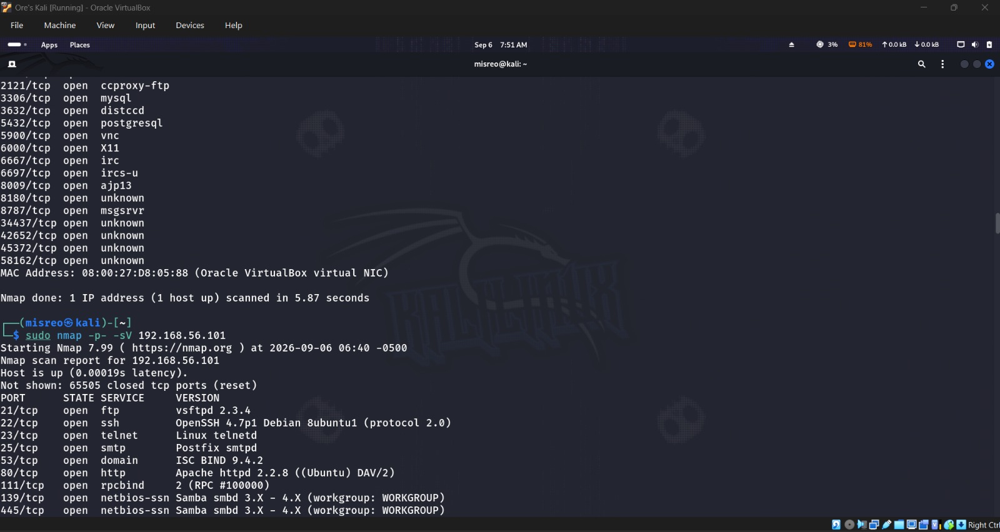 Ore's Kali [Running] - Oracle VirtualBox
File Machine View Input Devices Help
Apps Places Sep 6 7:51 AM 3% 81% ↑0.0 kB ↓0.0 kB
misreo@kali: ~
2121/tcp open ccproxy-ftp
3306/tcp open mysql
3632/tcp open distccd
5432/tcp open postgresql
5900/tcp open vnc
6000/tcp open X11
6667/tcp open irc
6697/tcp open ircs-u
8009/tcp open ajp13
8180/tcp open unknown
8787/tcp open msgsrvr
34437/tcp open unknown
42652/tcp open unknown
45372/tcp open unknown
58162/tcp open unknown
MAC Address: 08:00:27:D8:05:88 (Oracle VirtualBox virtual NIC)
Nmap done: 1 IP address (1 host up) scanned in 5.87 seconds
┌──(misreo㉿kali)-[~]
└─$ sudo nmap -p- -sV 192.168.56.101
Starting Nmap 7.99 ( https://nmap.org ) at 2026-09-06 06:40 -0500
Nmap scan report for 192.168.56.101
Host is up (0.00019s latency).
Not shown: 65505 closed tcp ports (reset)
PORT STATE SERVICE VERSION
21/tcp open ftp vsftpd 2.3.4
22/tcp open ssh OpenSSH 4.7p1 Debian 8ubuntu1 (protocol 2.0)
23/tcp open telnet Linux telnetd
25/tcp open smtp Postfix smtpd
53/tcp open domain ISC BIND 9.4.2
80/tcp open http Apache httpd 2.2.8 ((Ubuntu) DAV/2)
111/tcp open rpcbind 2 (RPC #100000)
139/tcp open netbios-ssn Samba smbd 3.X - 4.X (workgroup: WORKGROUP)
445/tcp open netbios-ssn Samba smbd 3.X - 4.X (workgroup: WORKGROUP)
KALI LINUX
Right Ctrl